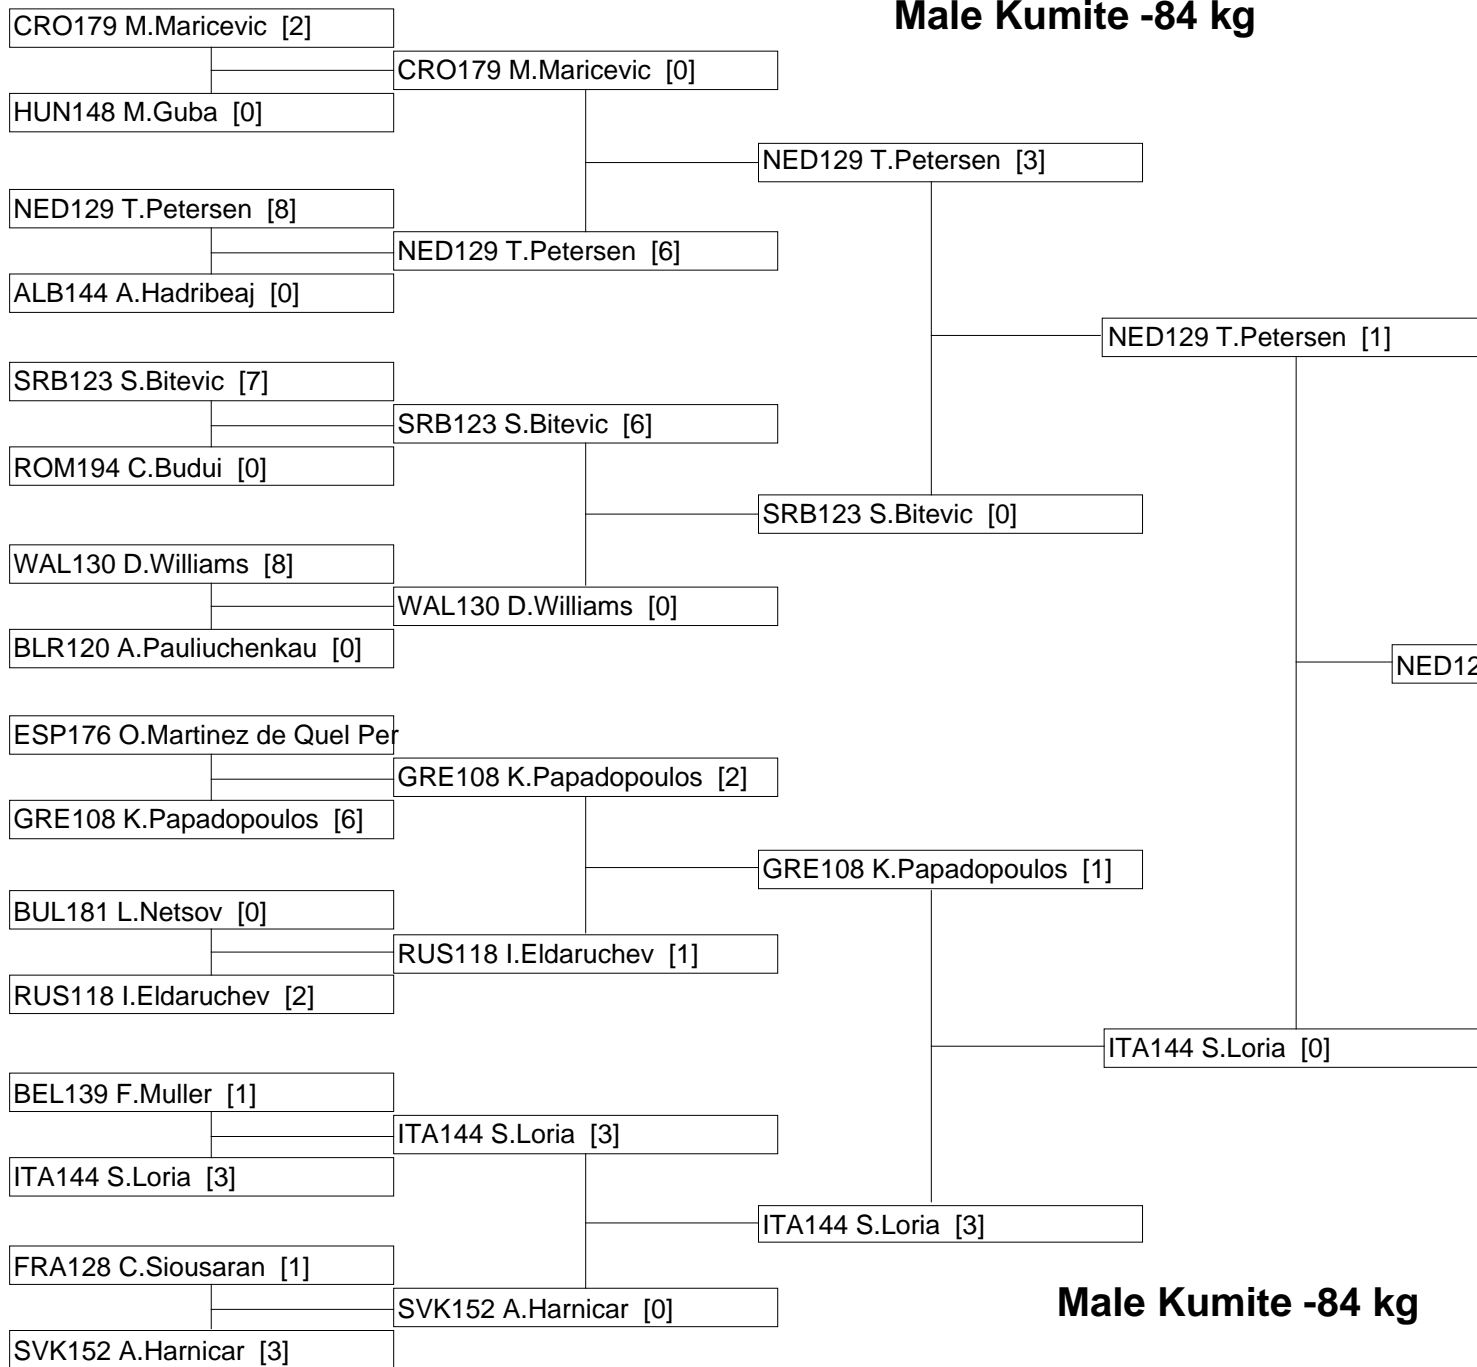 Male Kumite -84 kg
CRO179 M.Maricevic [2]
HUN148 M.Guba [0]
NED129 T.Petersen [8]
ALB144 A.Hadribeaj [0]
SRB123 S.Bitevic [7]
ROM194 C.Budui [0]
WAL130 D.Williams [8]
BLR120 A.Pauliuchenkau [0]
ESP176 O.Martinez de Quel Per
GRE108 K.Papadopoulos [6]
BUL181 L.Netsov [0]
RUS118 I.Eldaruchev [2]
BEL139 F.Muller [1]
ITA144 S.Loria [3]
FRA128 C.Siousaran [1]
SVK152 A.Harnicar [3]
CRO179 M.Maricevic [0]
NED129 T.Petersen [6]
SRB123 S.Bitevic [6]
WAL130 D.Williams [0]
GRE108 K.Papadopoulos [2]
RUS118 I.Eldaruchev [1]
ITA144 S.Loria [3]
SVK152 A.Harnicar [0]
NED129 T.Petersen [3]
SRB123 S.Bitevic [0]
GRE108 K.Papadopoulos [1]
ITA144 S.Loria [3]
NED129 T.Petersen [1]
ITA144 S.Loria [0]
NED12
Male Kumite -84 kg